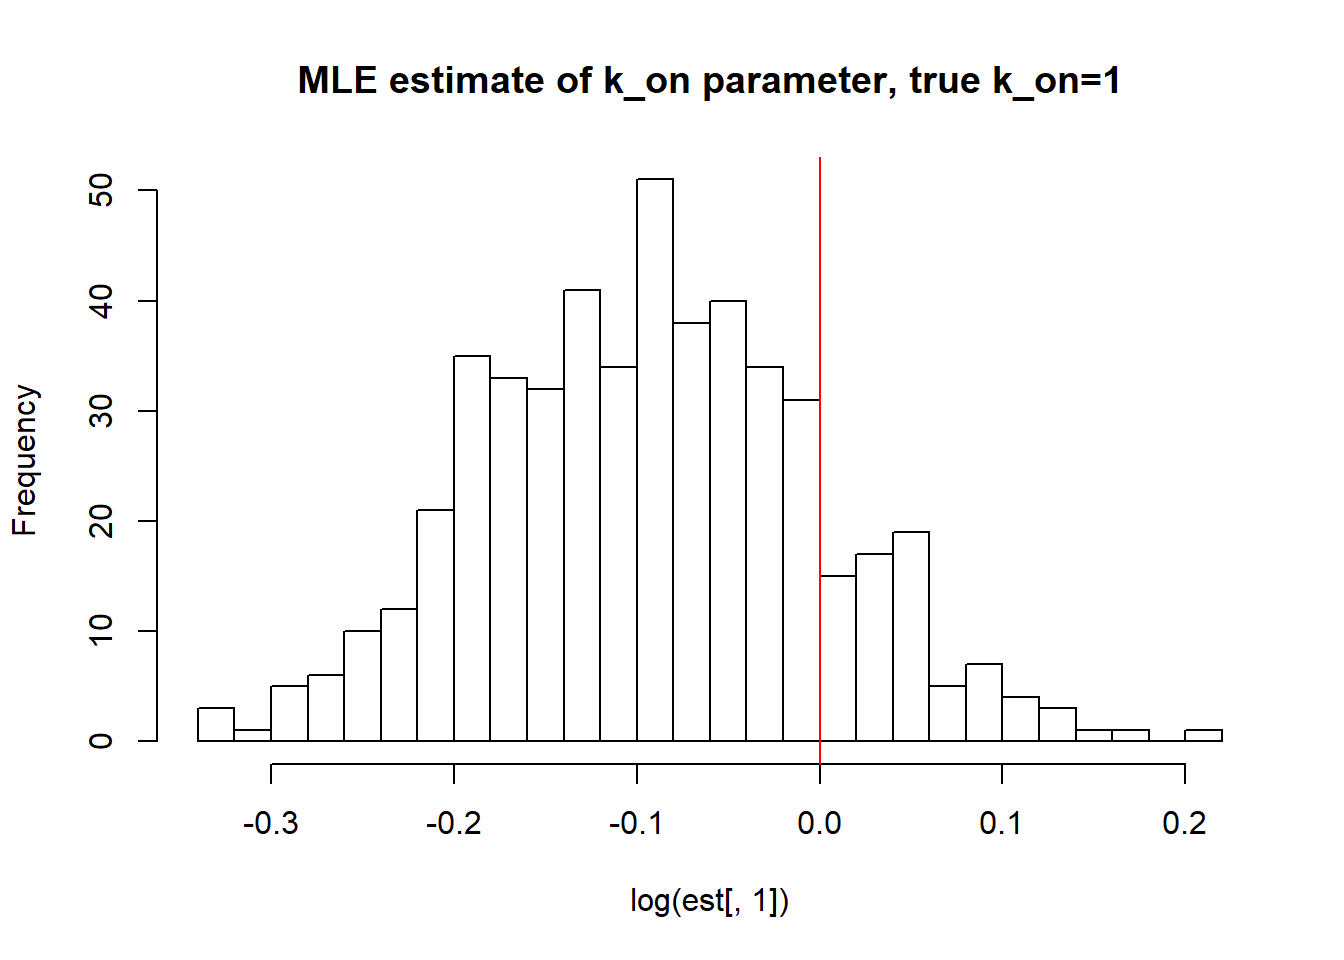 MLE estimate of k_on parameter, true k_on=1
Frequency
50
40
30
20
10
0
-0.3 -0.2 -0.1 0.0 0.1 0.2
log(est[, 1])